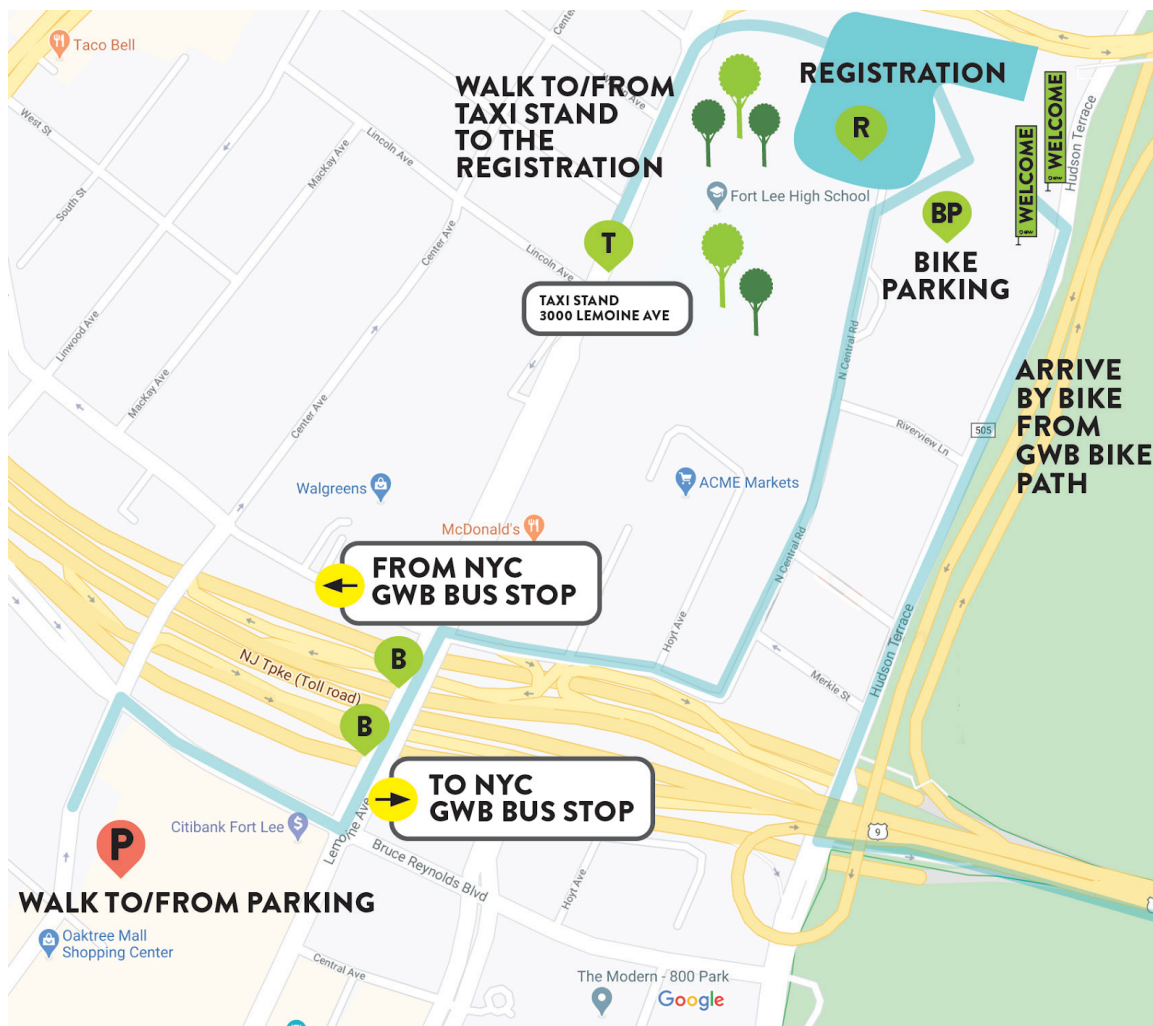 Taco Bell
Center Ave
WALK TO/FROM
TAXI STAND
TO THE
REGISTRATION
REGISTRATION
R
WELCOME
WELCOME
Hudson Terrace
West St
Lincoln Ave
MacKay Ave
South St
Fort Lee High School
BP
BIKE
PARKING
T
Center Ave
Lincoln Ave
TAXI STAND
3000 LEMOINE AVE
Linwood Ave
MacKay Ave
N Central Rd
ARRIVE
BY BIKE
FROM
GWB BIKE
PATH
Center Ave
Riverview Ln
505
Walgreens
ACME Markets
McDonald's
N Central Rd
FROM NYC
GWB BUS STOP
Hoyt Ave
B
NJ Tpke (Toll road)
Merkle St
Hudson Terrace
B
TO NYC
GWB BUS STOP
P
Citibank Fort Lee
$
Lemoine Ave
9
Bruce Reynolds Blvd
Hoyt Ave
WALK TO/FROM PARKING
Oaktree Mall
Shopping Center
Central Ave
The Modern - 800 Park
Google